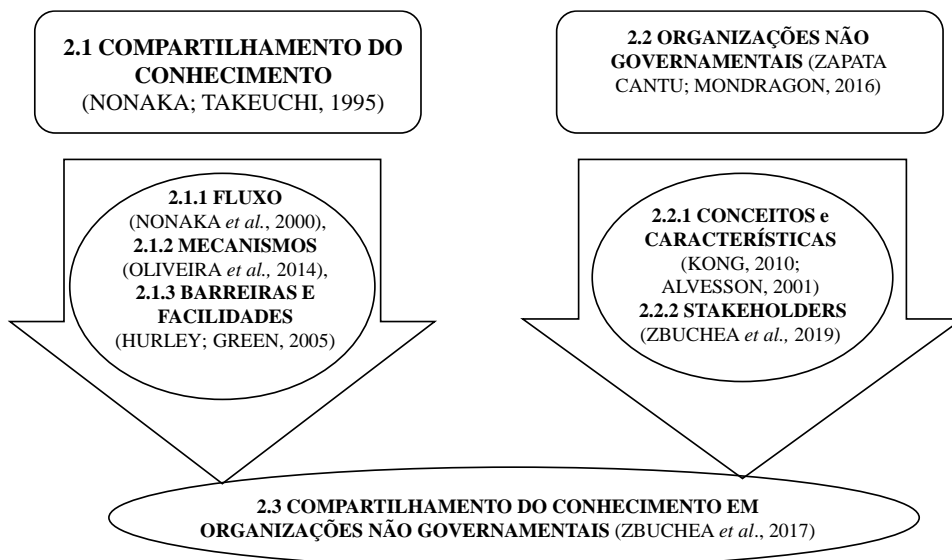 2.1 COMPARTILHAMENTO DO
CONHECIMENTO
(NONAKA; TAKEUCHI, 1995)
2.2 ORGANIZAÇÕES NÃO
GOVERNAMENTAIS (ZAPATA
CANTU; MONDRAGON, 2016)
2.1.1 FLUXO
(NONAKA et al., 2000),
2.1.2 MECANISMOS
(OLIVEIRA et al., 2014),
2.1.3 BARREIRAS E
FACILIDADES
(HURLEY; GREEN, 2005)
2.2.1 CONCEITOS e
CARACTERÍSTÍCAS
(KONG, 2010;
ALVESSON, 2001)
2.2.2 STAKEHOLDERS
(ZBUCHEA et al., 2019)
2.3 COMPARTILHAMENTO DO CONHECIMENTO EM
ORGANIZAÇÕES NÃO GOVERNAMENTAIS (ZBUCHEA et al., 2017)